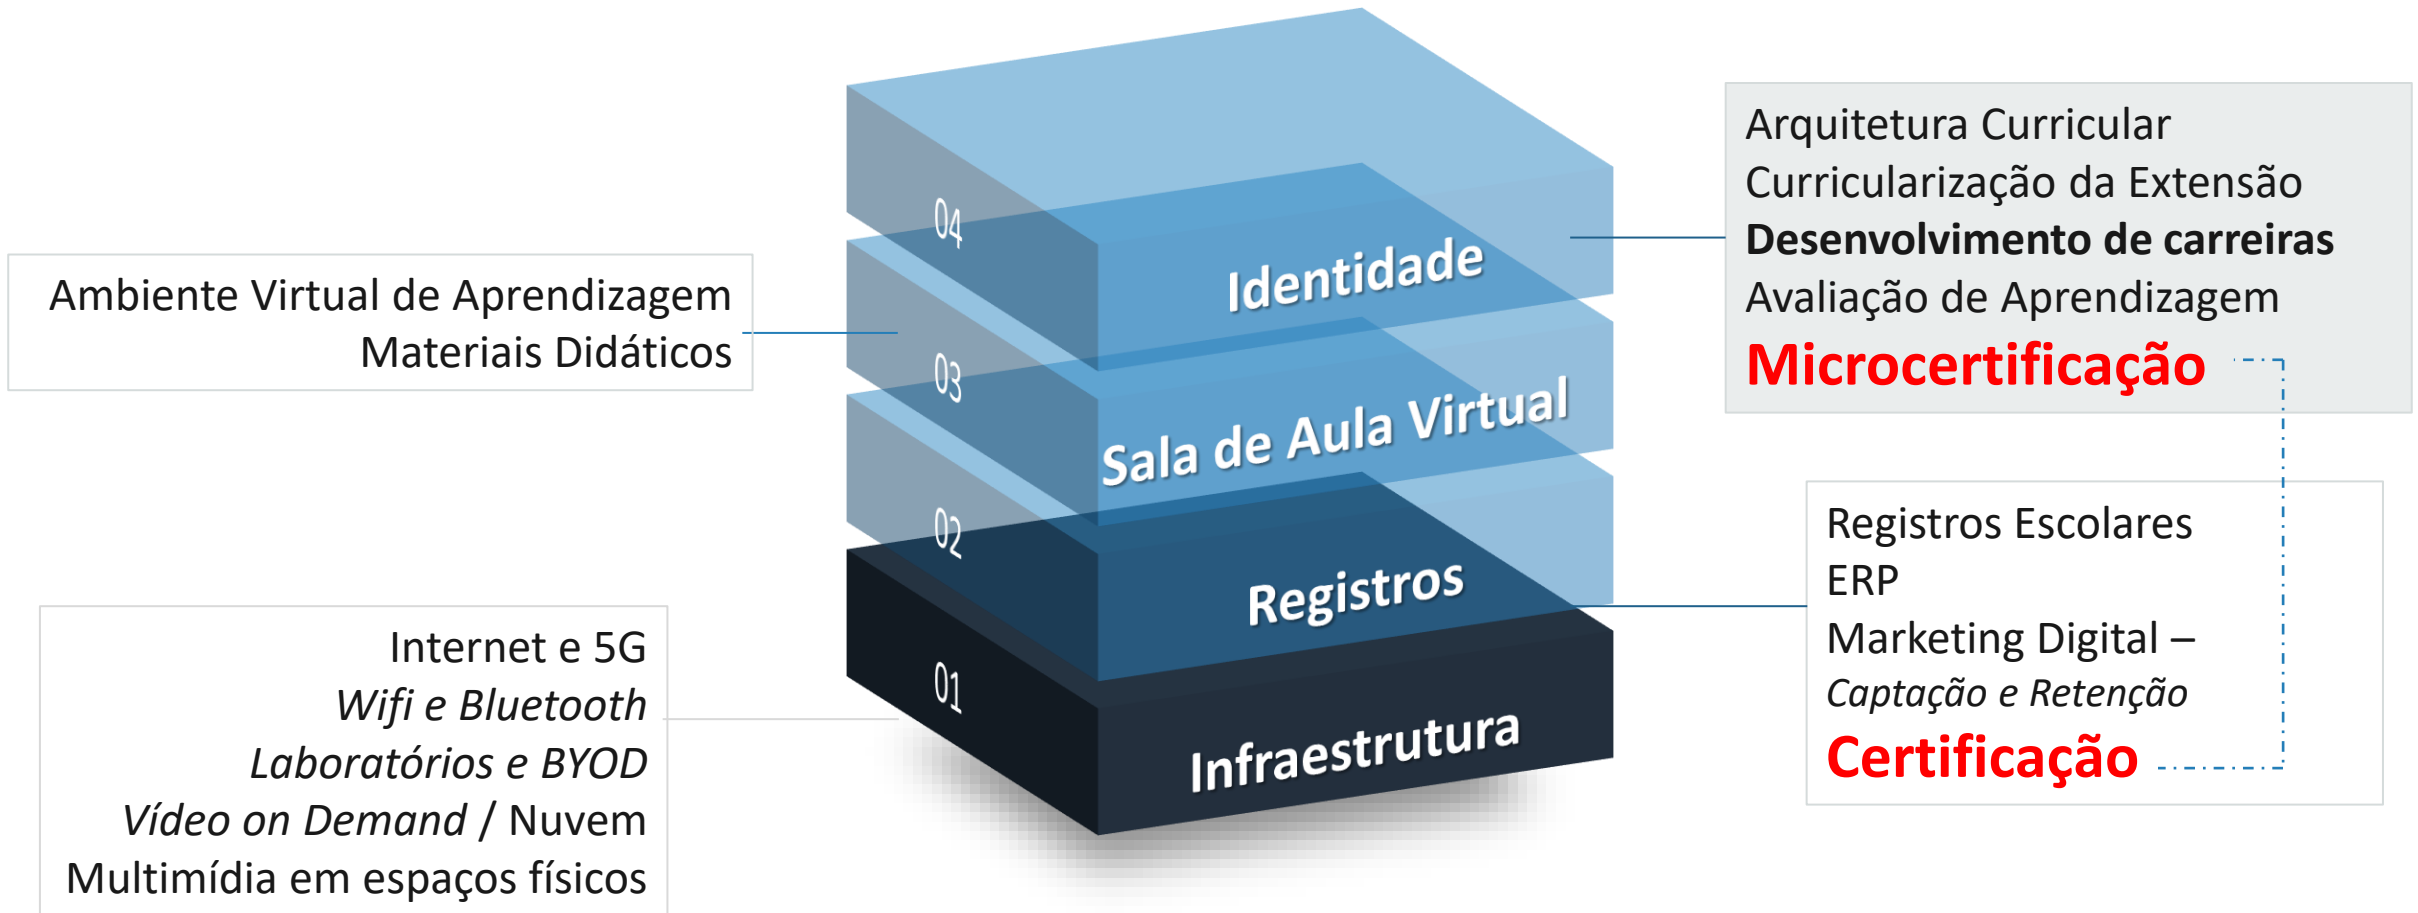 Ambiente Virtual de Aprendizagem
Materiais Didáticos
Internet e 5G
Wifi e Bluetooth
Laboratórios e BYOD
Vídeo on Demand / Nuvem
Multimídia em espaços físicos
04
Identidade
03
Sala de Aula Virtual
02
Registros
01
Infraestrutura
Arquitetura Curricular
Curricularização da Extensão
Desenvolvimento de carreiras
Avaliação de Aprendizagem
Microcertificação
Registros Escolares
ERP
Marketing Digital –
Captação e Retenção
Certificação